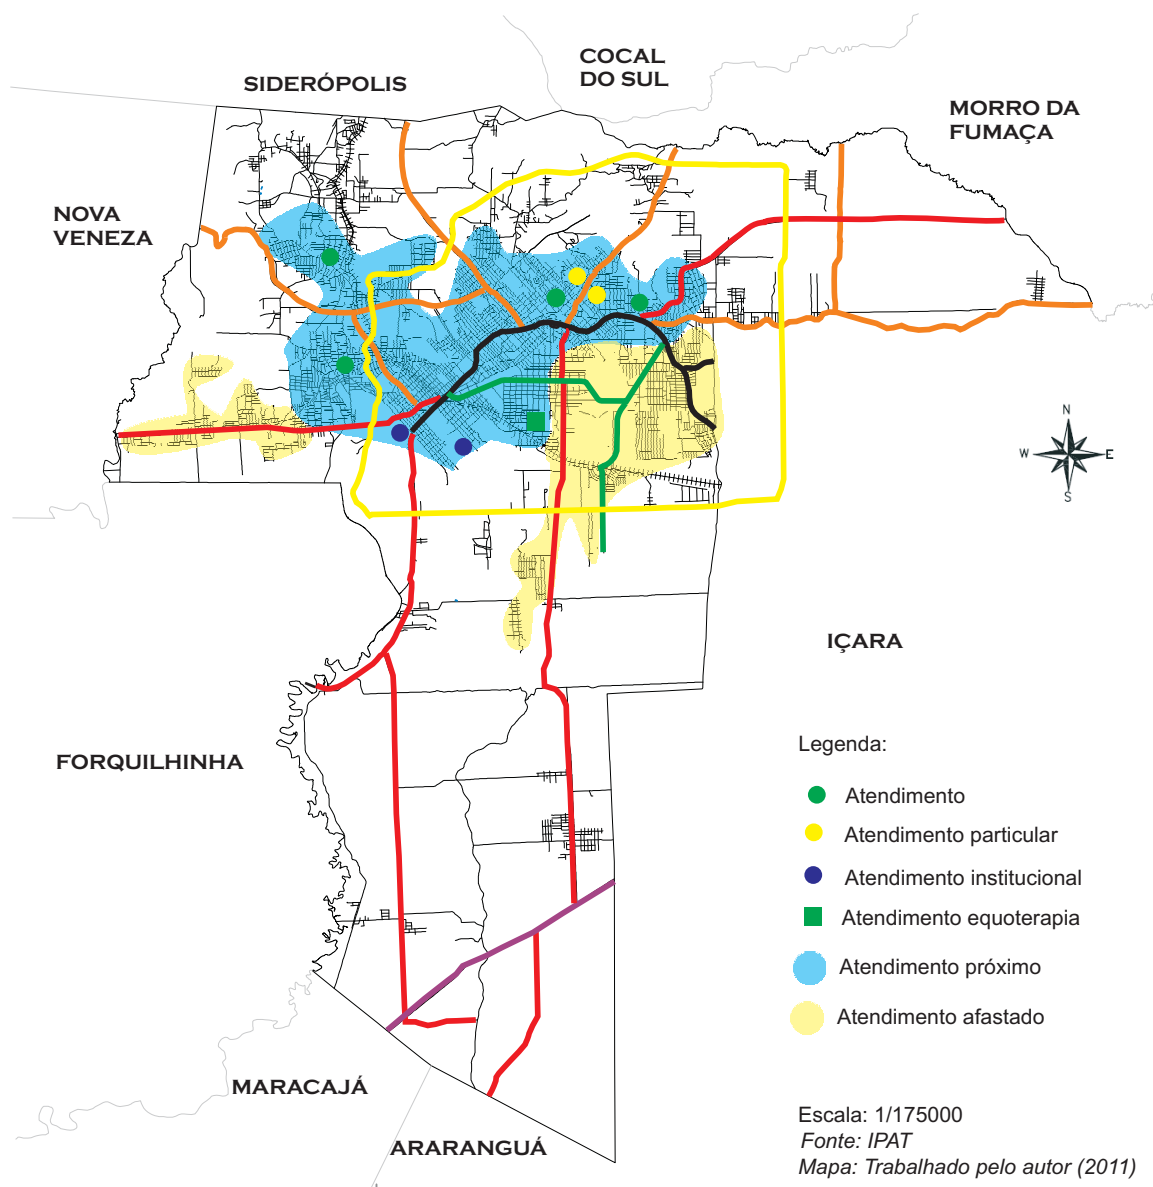 COCAL
DO SUL
SIDERÓPOLIS
MORRO DA
FUMAÇA
NOVA
VENEZA
N
W
E
S
IÇARA
FORQUILHINHA
Legenda:
Atendimento
Atendimento particular
Atendimento institucional
Atendimento equoterapia
Atendimento próximo
Atendimento afastado
MARACAJÁ
ARARANGUÁ
Escala: 1/175000
Fonte: IPAT
Mapa: Trabalhado pelo autor (2011)